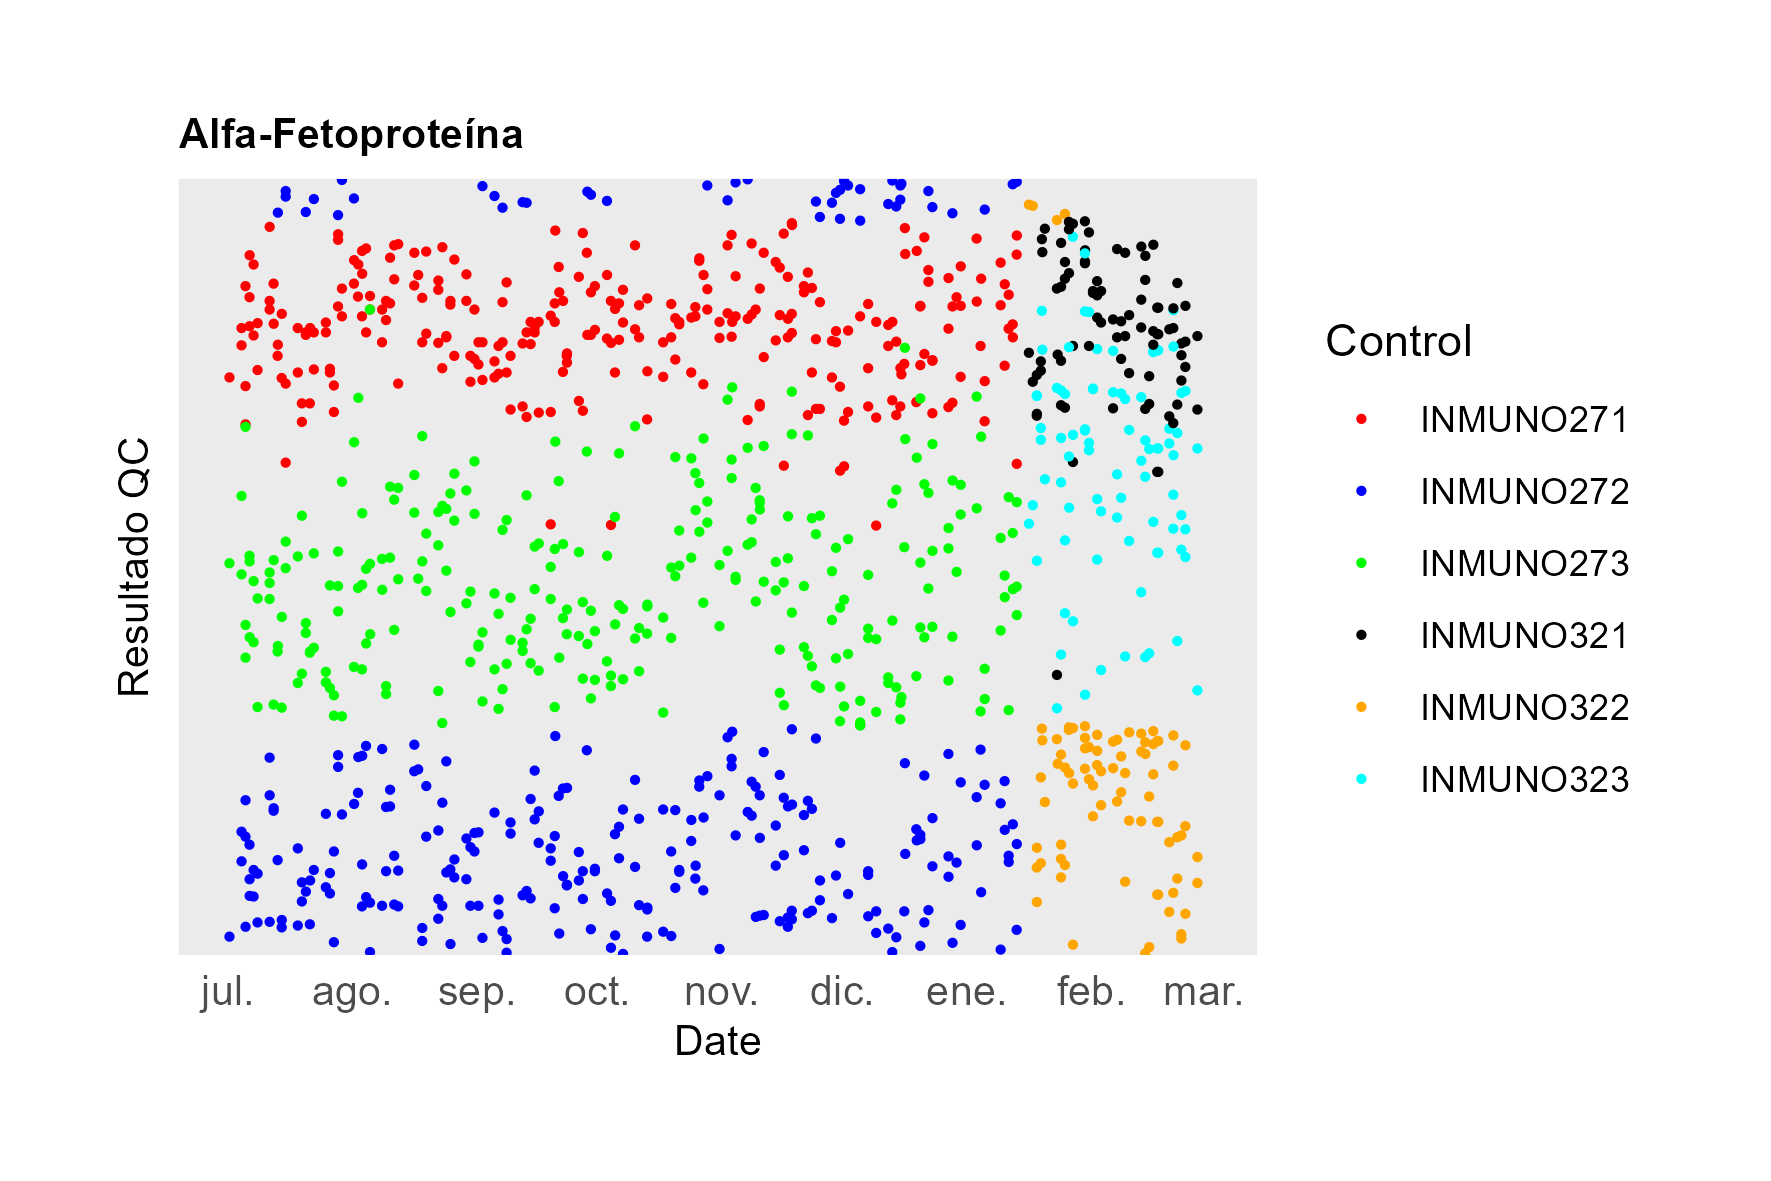 Alfa-Fetoproteína
Resultado QC
jul. ago. sep. oct. nov. dic. ene. feb. mar.
Date
Control
INMUNO271
INMUNO272
INMUNO273
INMUNO321
INMUNO322
INMUNO323